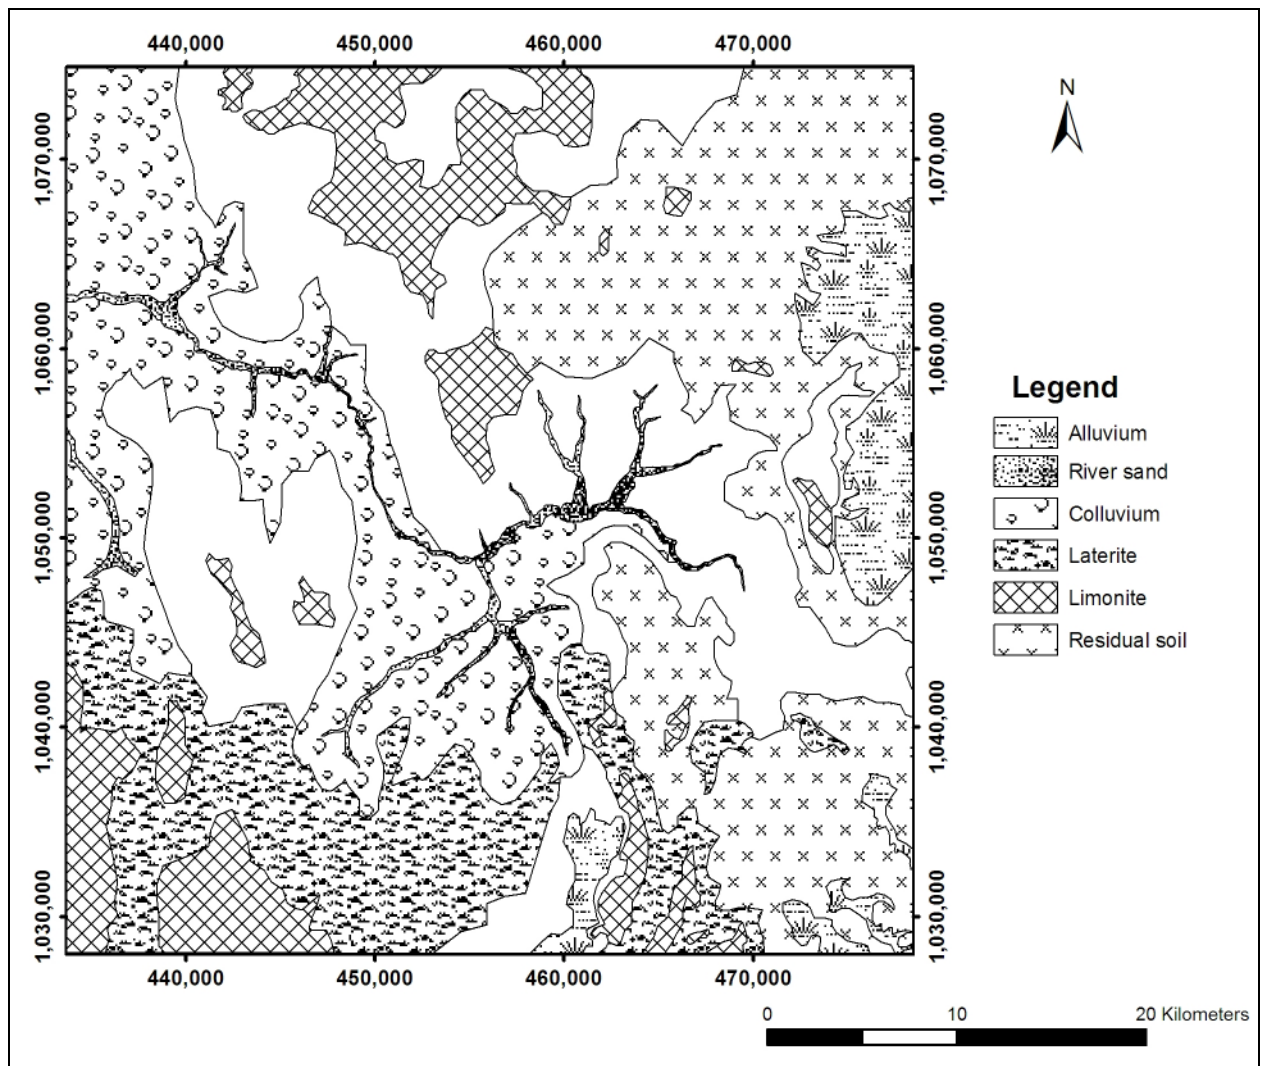 440,000 450,000 460,000 470,000
N
1,070,000 1,070,000
1,060,000 1,060,000
Legend
Alluvium
River sand
Colluvium
Laterite
Limonite
Residual soil
1,050,000 1,050,000
1,040,000 1,040,000
1,030,000 1,030,000
440,000 450,000 460,000 470,000
0 10 20 Kilometers